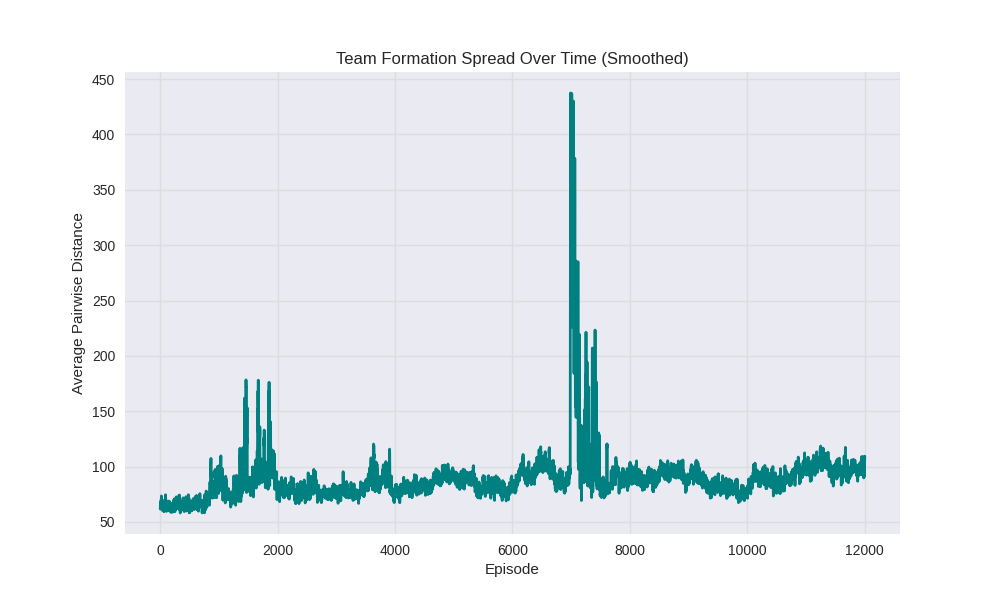 Team Formation Spread Over Time (Smoothed)
450
400
350
300
250
200
150
100
50
Average Pairwise Distance
0 2000 4000 6000 8000 10000 12000
Episode